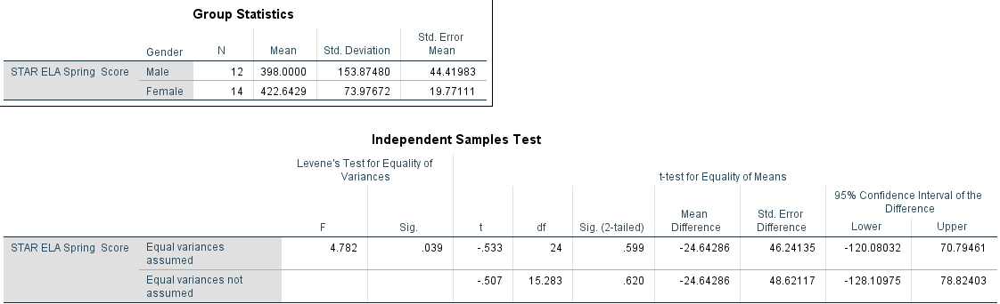 Group Statistics
Gender N Mean Std. Deviation Std. Error Mean
STAR ELA Spring Score Male 12 398.0000 153.87480 44.41983
Female 14 422.6429 73.97672 19.77111
Independent Samples Test
Levene's Test for Equality of Variances t-test for Equality of Means
95% Confidence Interval of the Difference
F Sig. t df Sig. (2-tailed) Mean Difference Std. Error Difference Lower Upper
STAR ELA Spring Score Equal variances assumed 4.782 .039 -.533 24 .599 -24.64286 46.24135 -120.08032 70.79461
Equal variances not assumed -.507 15.283 .620 -24.64286 48.62117 -128.10975 78.82403